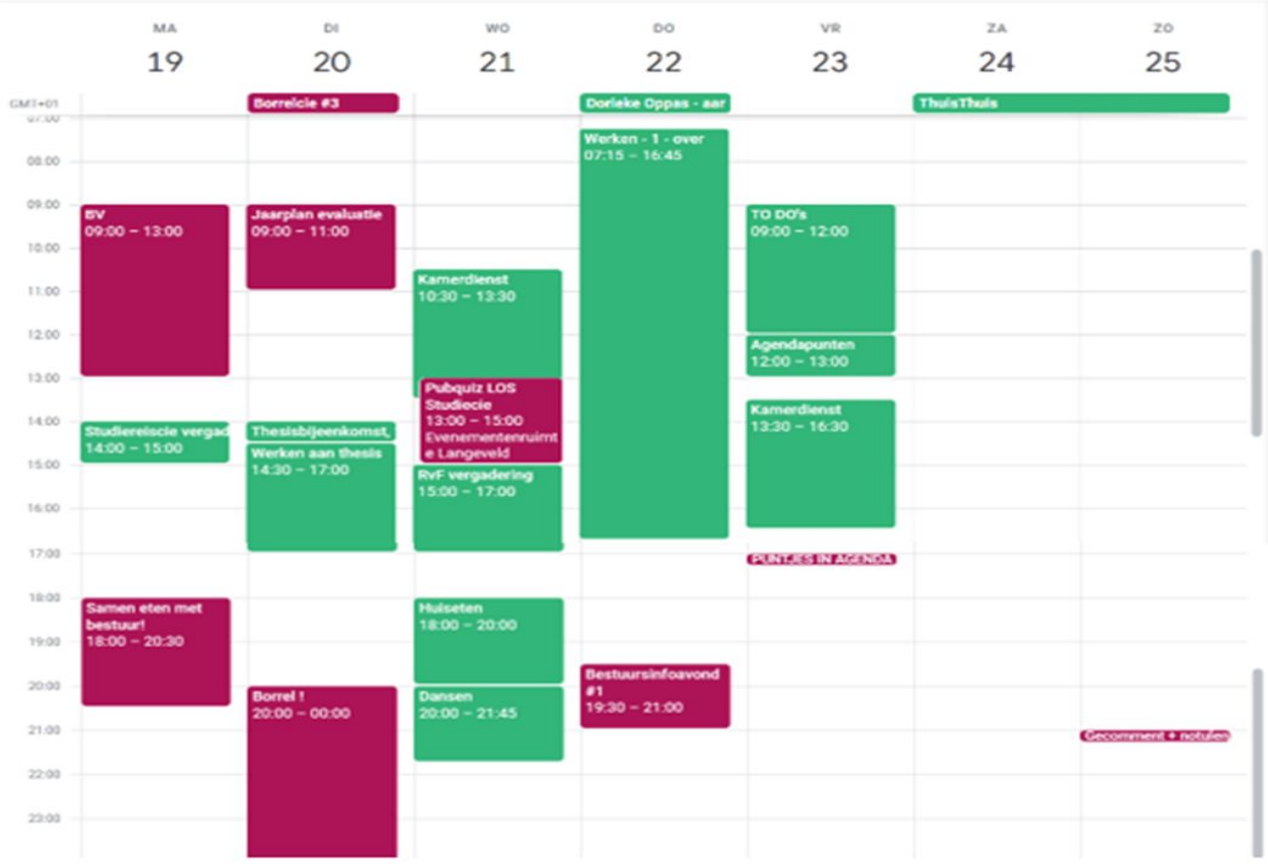 MA
DI
WO
DO
VR
ZA
ZO
19
20
21
22
23
24
25
GMT+01
Borrelcie #3
Dorieke Oppas - aar
ThuisThuis
07:00
08:00
09:00
10:00
11:00
12:00
13:00
14:00
15:00
16:00
17:00
18:00
19:00
20:00
21:00
22:00
23:00
BV
09:00 – 13:00
Studiereiscie vergad
14:00 – 15:00
Samen eten met
bestuur!
18:00 – 20:30
Jaarplan evaluatie
09:00 – 11:00
Thesisbijeenkomst,
Werken aan thesis
14:30 – 17:00
Borrel !
20:00 – 00:00
Kamerdienst
10:30 – 13:30
Pubquiz LOS
Studiecie
13:00 – 15:00
Evenementenruimt
e Langeveld
RvF vergadering
15:00 – 17:00
Huiseten
18:00 – 20:00
Dansen
20:00 – 21:45
Werken - 1 - over
07:15 – 16:45
Bestuursinfoavond
#1
19:30 – 21:00
TO DO's
09:00 – 12:00
Agendapunten
12:00 – 13:00
Kamerdienst
13:30 – 16:30
PUNTJES IN AGENDA
Gecomment + notulen